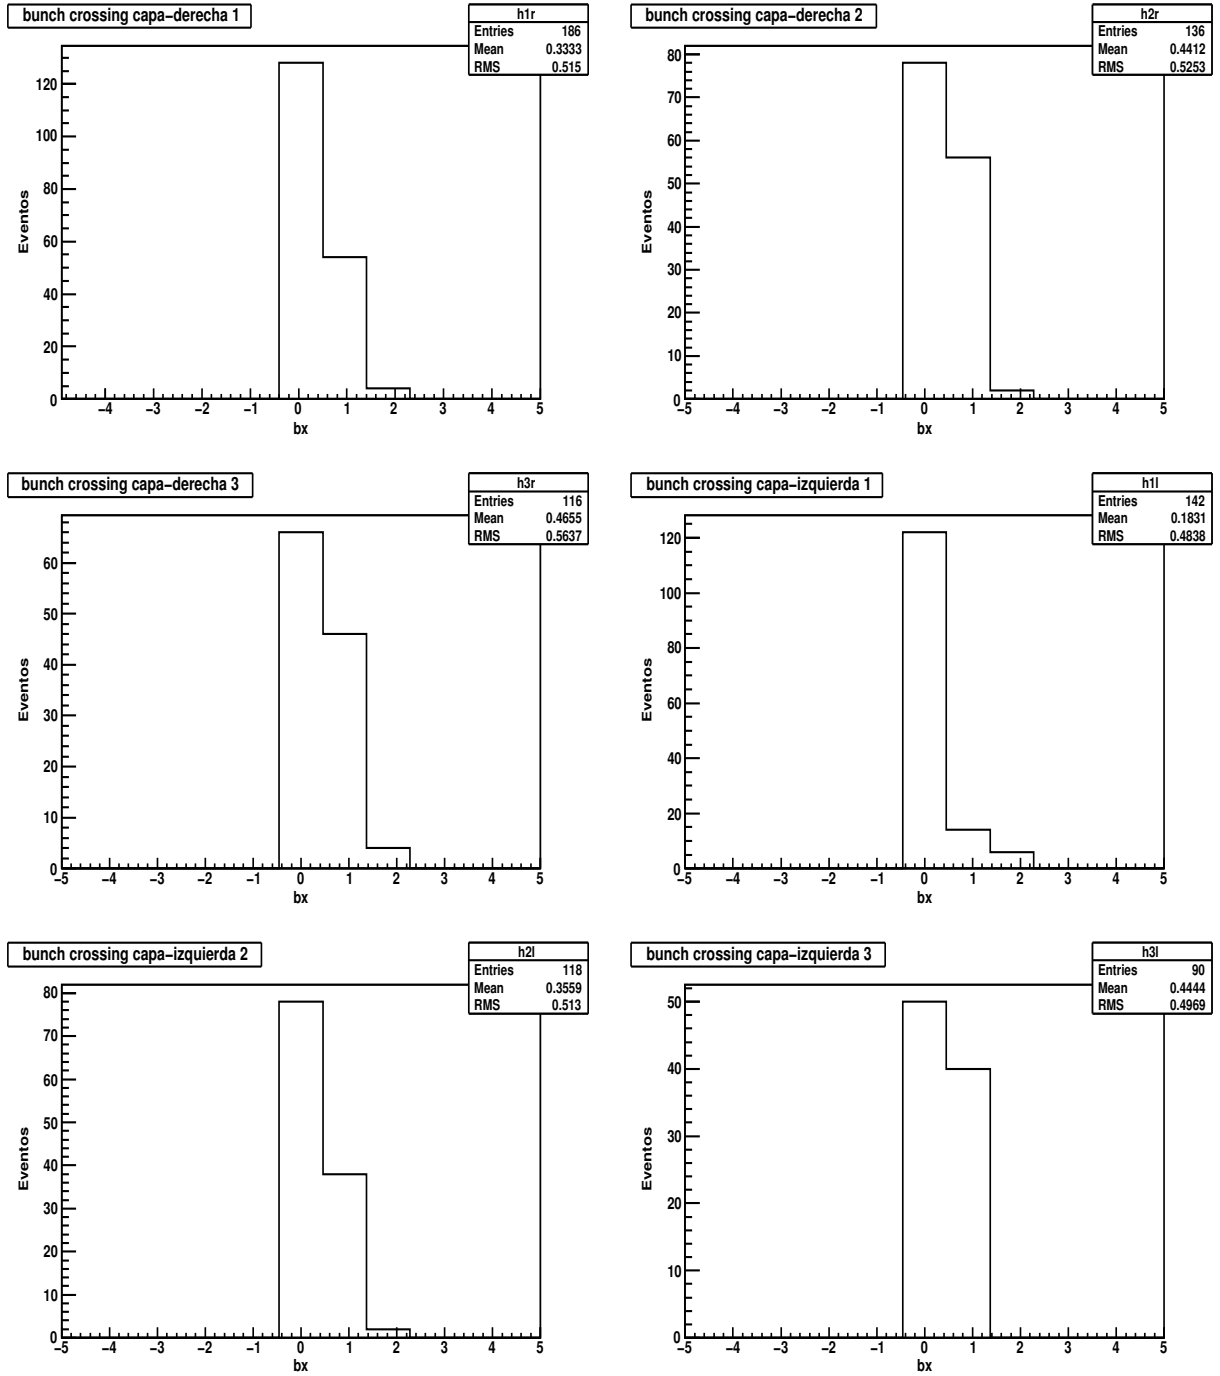 bunch crossing capa−derecha 1
h1r
Entries 186
Mean 0.3333
RMS 0.515
120
100
80
60
40
20
0
Eventos
−4 −3 −2 −1 0 1 2 3 4 5
bx
bunch crossing capa−derecha 2
h2r
Entries 136
Mean 0.4412
RMS 0.5253
80
70
60
50
40
30
20
10
0
Eventos
−5 −4 −3 −2 −1 0 1 2 3 4 5
bx
bunch crossing capa−derecha 3
h3r
Entries 116
Mean 0.4655
RMS 0.5637
60
50
40
30
20
10
0
Eventos
−5 −4 −3 −2 −1 0 1 2 3 4 5
bx
bunch crossing capa−izquierda 1
h1l
Entries 142
Mean 0.1831
RMS 0.4838
120
100
80
60
40
20
0
Eventos
−5 −4 −3 −2 −1 0 1 2 3 4 5
bx
bunch crossing capa−izquierda 2
h2l
Entries 118
Mean 0.3559
RMS 0.513
80
70
60
50
40
30
20
10
0
Eventos
−5 −4 −3 −2 −1 0 1 2 3 4 5
bx
bunch crossing capa−izquierda 3
h3l
Entries 90
Mean 0.4444
RMS 0.4969
50
40
30
20
10
0
Eventos
−5 −4 −3 −2 −1 0 1 2 3 4 5
bx